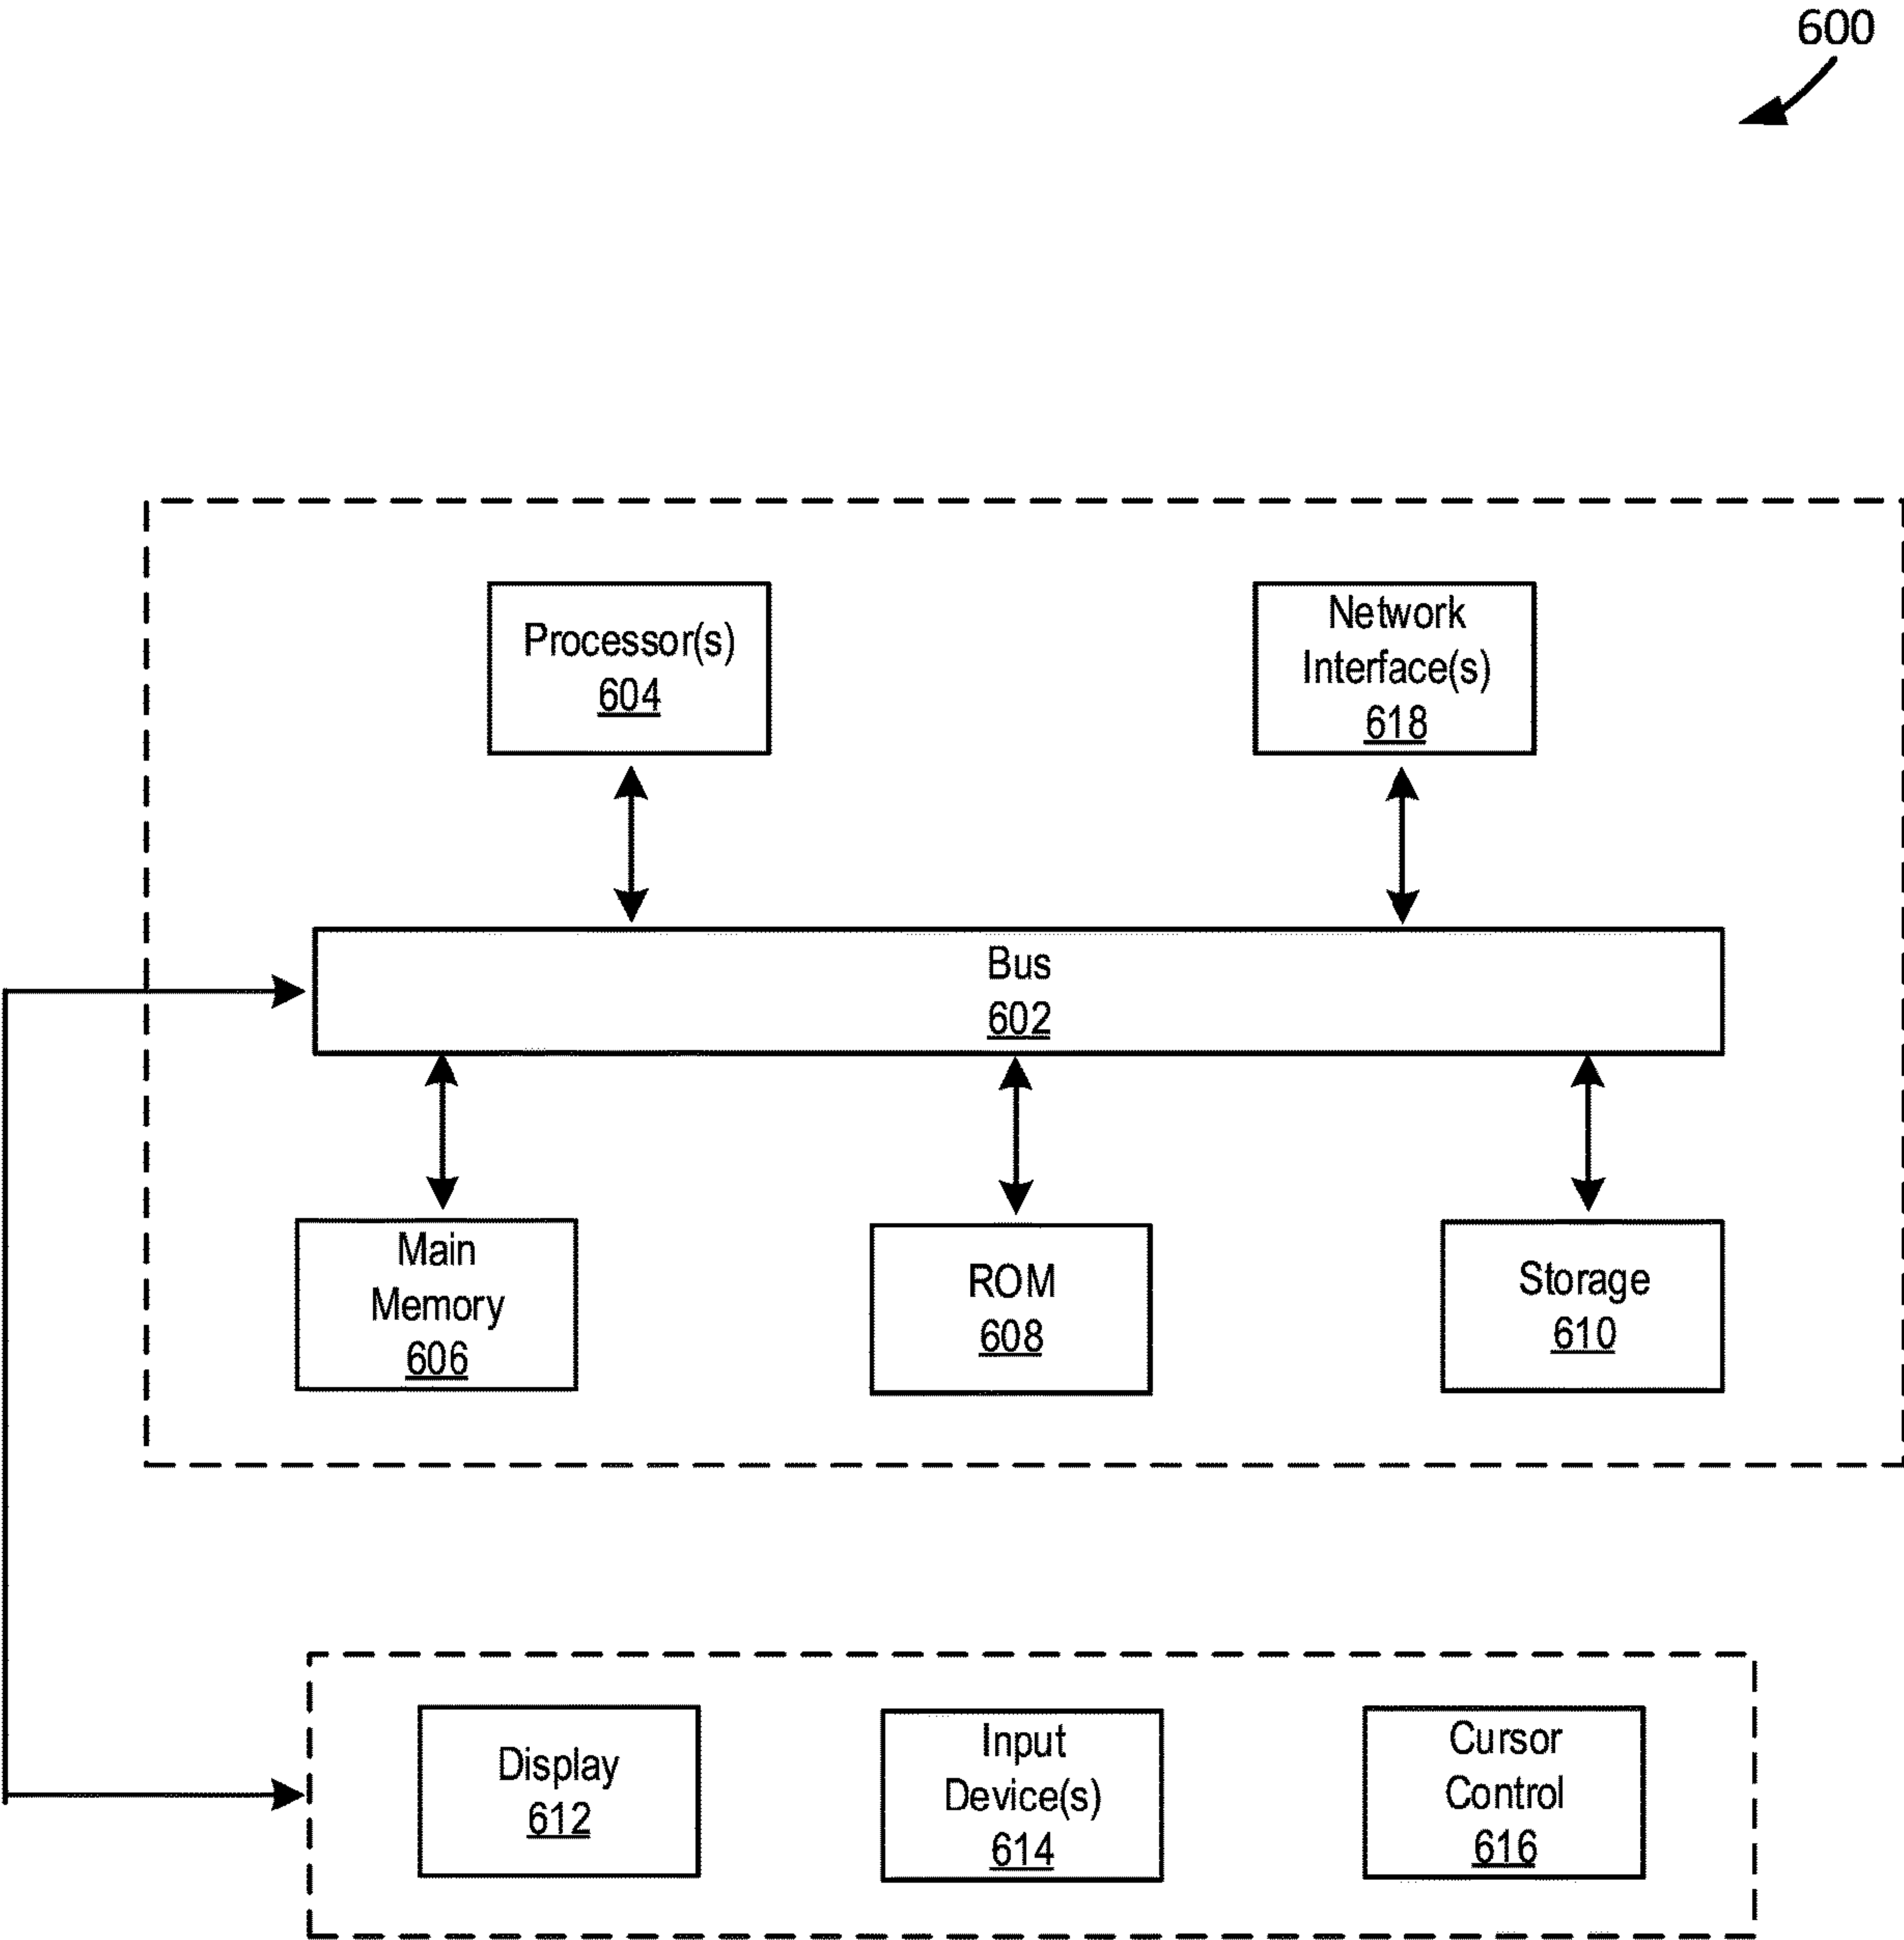 600
Processor(s)
604
Network
Interface(s)
618
Bus
602
Main
Memory
606
ROM
608
Storage
610
Display
612
Input
Device(s)
614
Cursor
Control
616